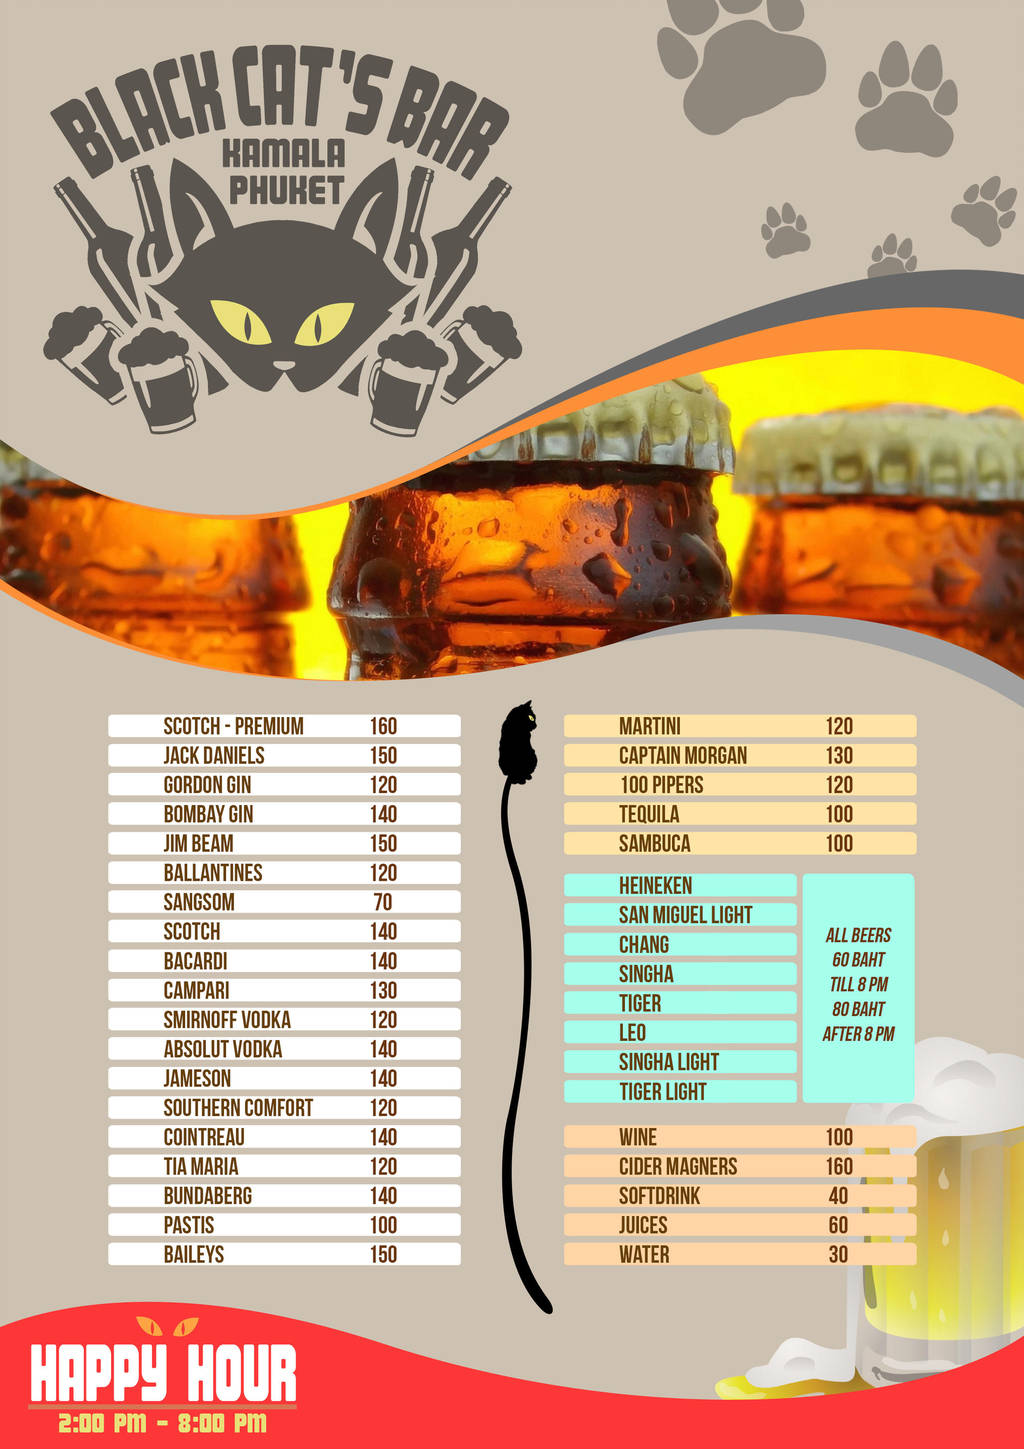 BLACK CAT'S BAR
KAMALA
PHUKET
SCOTCH - PREMIUM 160
JACK DANIELS 150
GORDON GIN 120
BOMBAY GIN 140
JIM BEAM 150
BALLANTINES 120
SANGSOM 70
SCOTCH 140
BACARDI 140
CAMPARI 130
SMIRNOFF VODKA 120
ABSOLUT VODKA 140
JAMESON 140
SOUTHERN COMFORT 120
COINTREAU 140
TIA MARIA 120
BUNDABERG 140
PASTIS 100
BAILEYS 150
MARTINI 120
CAPTAIN MORGAN 130
100 PIPERS 120
TEQUILA 100
SAMBUCA 100
HEINEKEN
SAN MIGUEL LIGHT
CHANG
SINGHA
TIGER
LEO
SINGHA LIGHT
TIGER LIGHT
ALL BEERS
60 BAHT
TILL 8 PM
80 BAHT
AFTER 8 PM
WINE 100
CIDER MAGNERS 160
SOFTDRINK 40
JUICES 60
WATER 30
HAPPY HOUR
2:00 PM - 8:00 PM